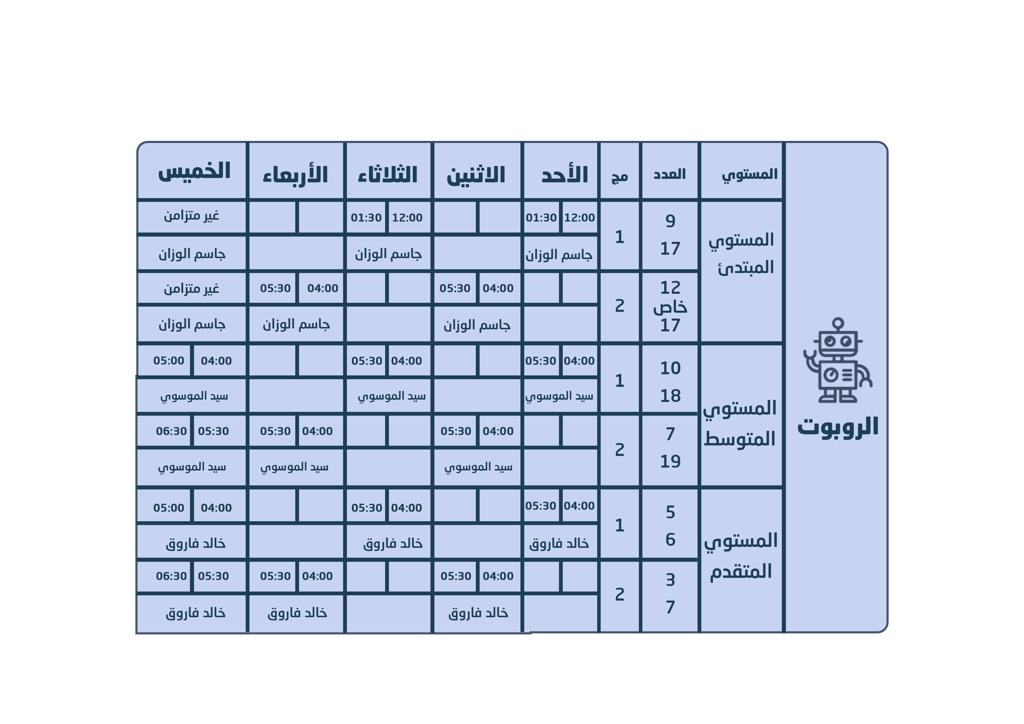 المستوي العدد مج الأحد الاثنين الثلاثاء الأربعاء الخميس
الروبوت
المستوي
المبتدئ
9
17
1
12:00 01:30 12:00 01:30 غير متزامن
جاسم الوزان جاسم الوزان جاسم الوزان
12
خاص
17
2
04:00 05:30 04:00 05:30 غير متزامن
جاسم الوزان جاسم الوزان جاسم الوزان
المستوي
المتوسط
10
18
1
04:00 05:30 04:00 05:30 04:00 05:00
سيد الموسوي سيد الموسوي سيد الموسوي
7
19
2
04:00 05:30 04:00 05:30 05:30 06:30
سيد الموسوي سيد الموسوي سيد الموسوي
المستوي
المتقدم
5
6
1
04:00 05:30 04:00 05:30 04:00 05:00
خالد فاروق خالد فاروق خالد فاروق
3
7
2
04:00 05:30 04:00 05:30 05:30 06:30
خالد فاروق خالد فاروق خالد فاروق